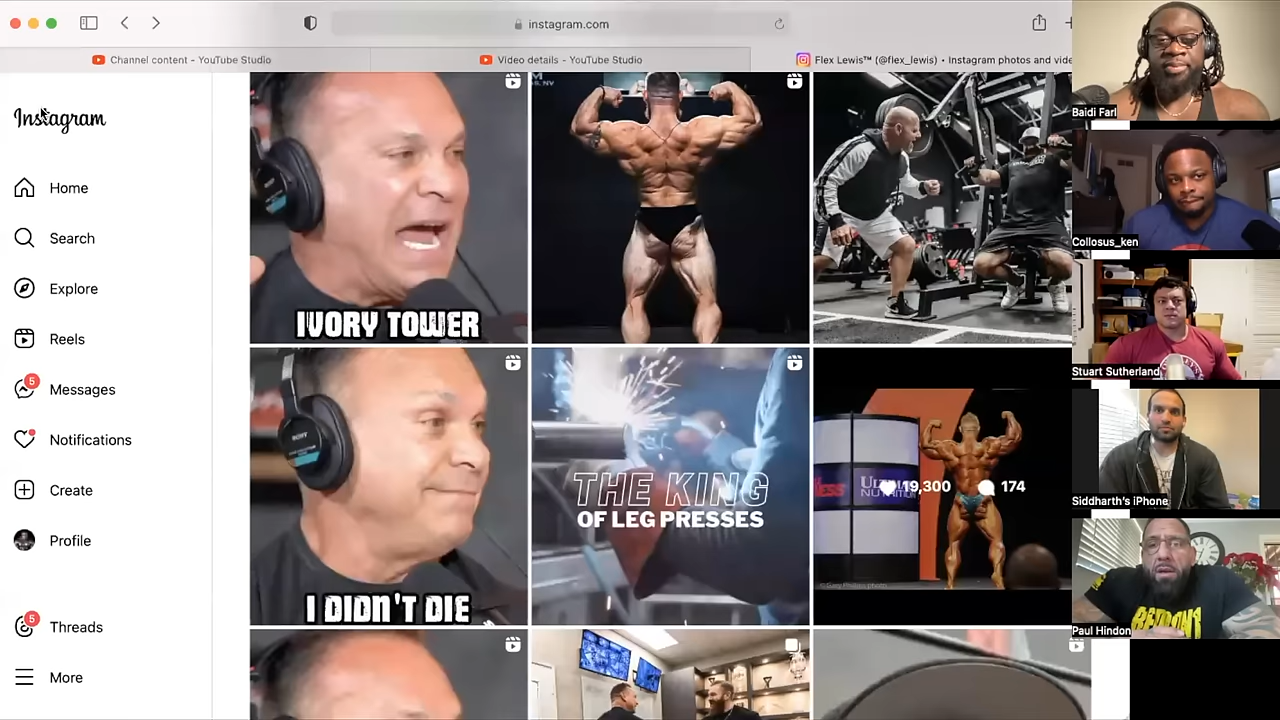 instagram.com
Channel content - YouTube Studio
Video details - YouTube Studio
Flex Lewis™ (@flex_lewis) • Instagram photos and vide
Instagram
Home
Search
Explore
Reels
5
Messages
Notifications
Create
Profile
5
Threads
More
IVORY TOWER
I DIDN'T DIE
THE KING
OF LEG PRESSES
19,300
174
Baidi Farl
Collosus_ken
Stuart Sutherland
Siddharth's iPhone
Paul Hindon